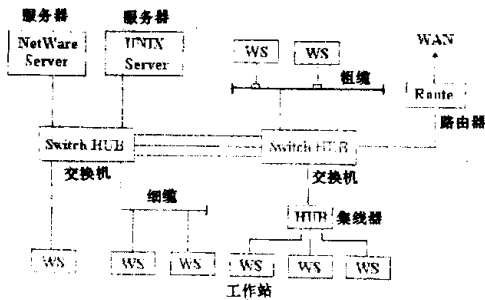 服务器
服务器
NetWare
Server
UNIX
Server
WS
WS
粗缆
WAN
Route
路由器
Switch HUB
交换机
Switch HUB
交换机
细缆
HUB
集线器
WS
WS
WS
WS
WS
WS
工作站